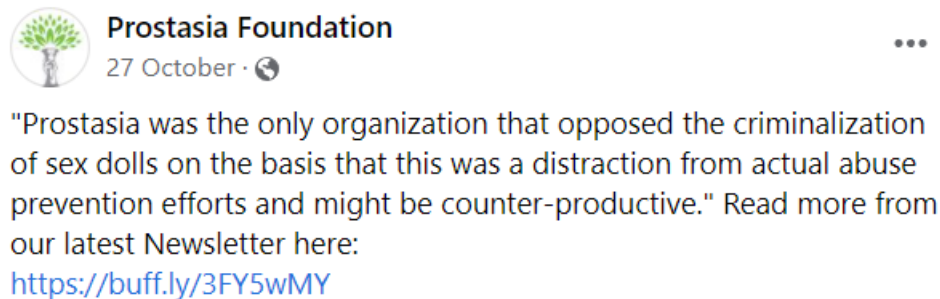 Prostasia Foundation
27 October ·
"Prostasia was the only organization that opposed the criminalization
of sex dolls on the basis that this was a distraction from actual abuse
prevention efforts and might be counter-productive." Read more from
our latest Newsletter here:
https://buff.ly/3FY5wMY